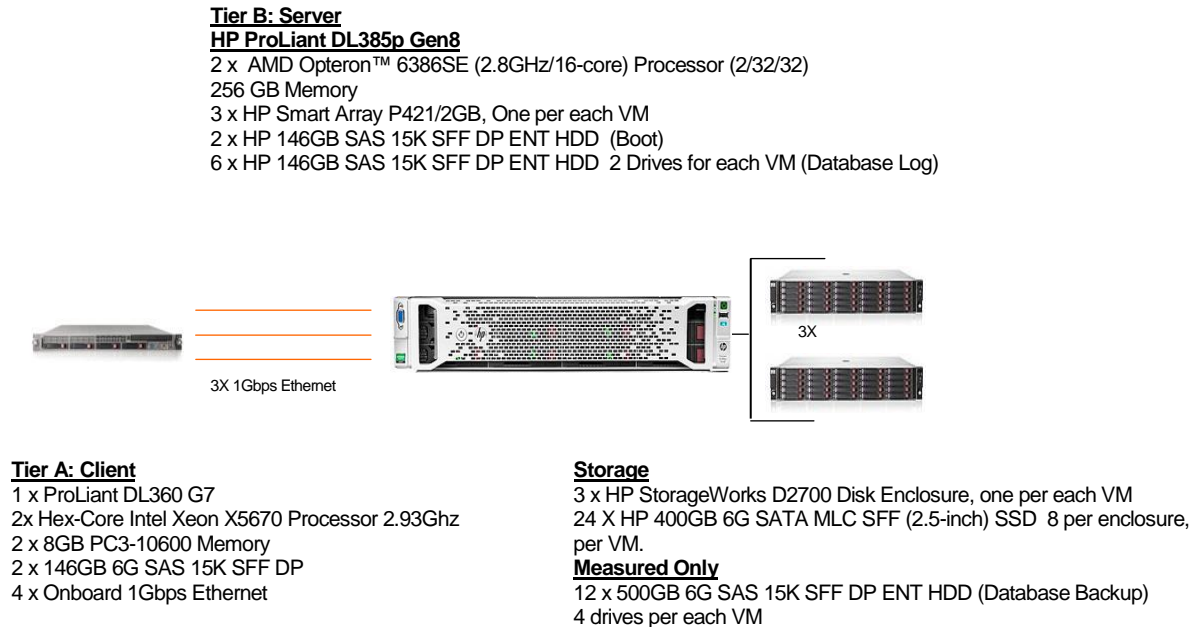 Tier B: Server
HP ProLiant DL385p Gen8
2 x  AMD Opteron™ 6386SE (2.8GHz/16-core) Processor (2/32/32)
256 GB Memory
3 x HP Smart Array P421/2GB, One per each VM
2 x HP 146GB SAS 15K SFF DP ENT HDD  (Boot)
6 x HP 146GB SAS 15K SFF DP ENT HDD  2 Drives for each VM (Database Log)
3X
3X 1Gbps Ethernet
Tier A: Client
1 x ProLiant DL360 G7
2x Hex-Core Intel Xeon X5670 Processor 2.93Ghz
2 x 8GB PC3-10600 Memory
2 x 146GB 6G SAS 15K SFF DP
4 x Onboard 1Gbps Ethernet
Storage
3 x HP StorageWorks D2700 Disk Enclosure, one per each VM
24 X HP 400GB 6G SATA MLC SFF (2.5-inch) SSD  8 per enclosure,
per VM.
Measured Only
12 x 500GB 6G SAS 15K SFF DP ENT HDD (Database Backup)
4 drives per each VM